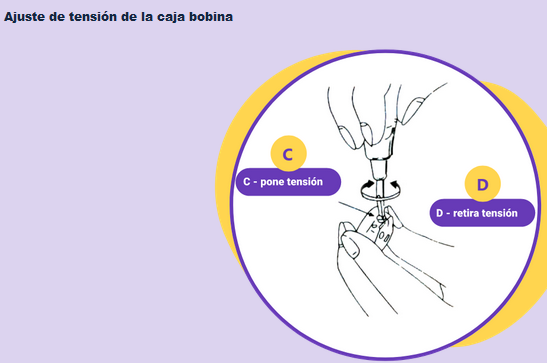 Ajuste de tensión de la caja bobina
C
C - pone tensión
D
D - retira tensión